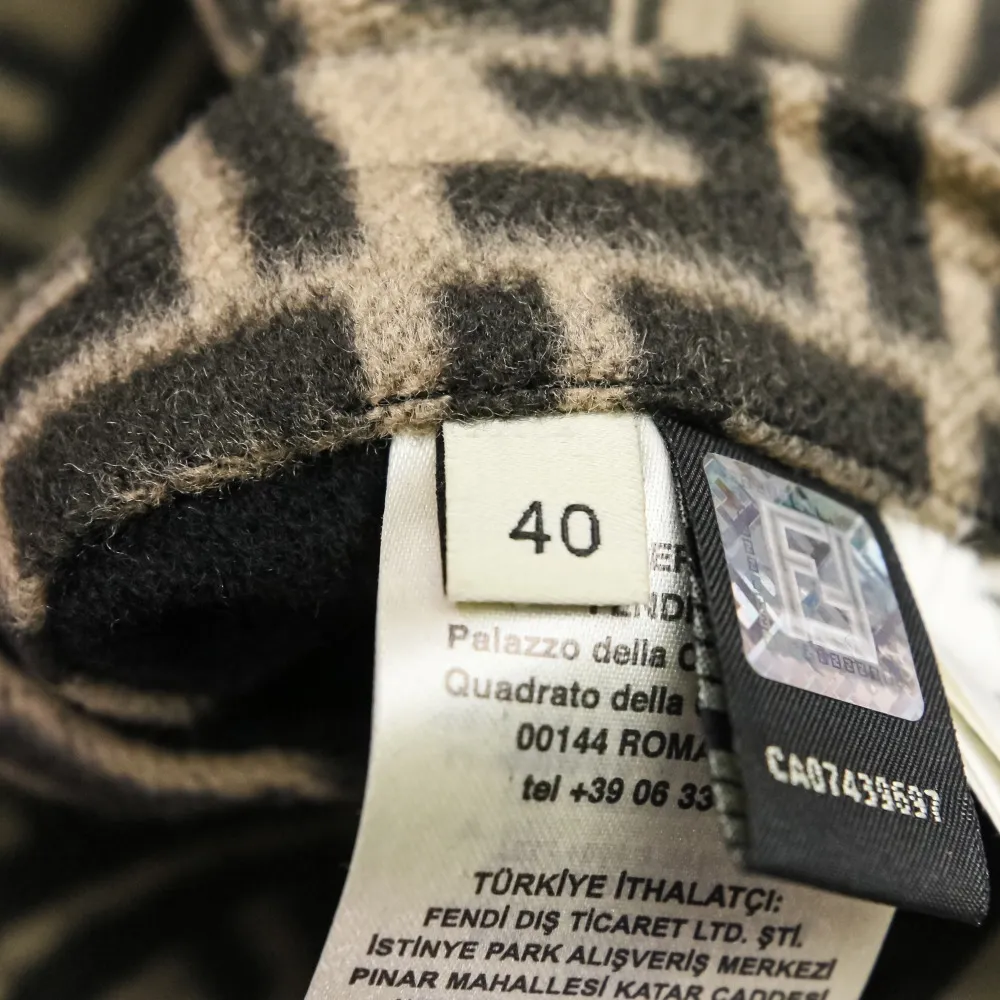 40
FENDI
Palazzo della
Quadrato della
00144 ROMA
tel +39 06 33
CA07439697
TÜRKİYE İTHALATÇI:
FENDİ DIŞ TİCARET LTD. ŞTİ.
İSTİNYE PARK ALIŞVERİŞ MERKEZİ
PINAR MAHALLESİ KATAR CADDESİ